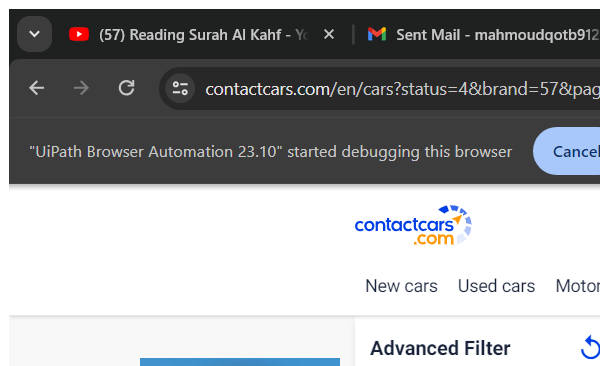 (57) Reading Surah Al Kahf - Yo
Sent Mail - mahmoudqotb912
contactcars.com/en/cars?status=4&brand=57&pag
"UiPath Browser Automation 23.10" started debugging this browser
Cancel
contactcars
.com
New cars
Used cars
Motor
Advanced Filter